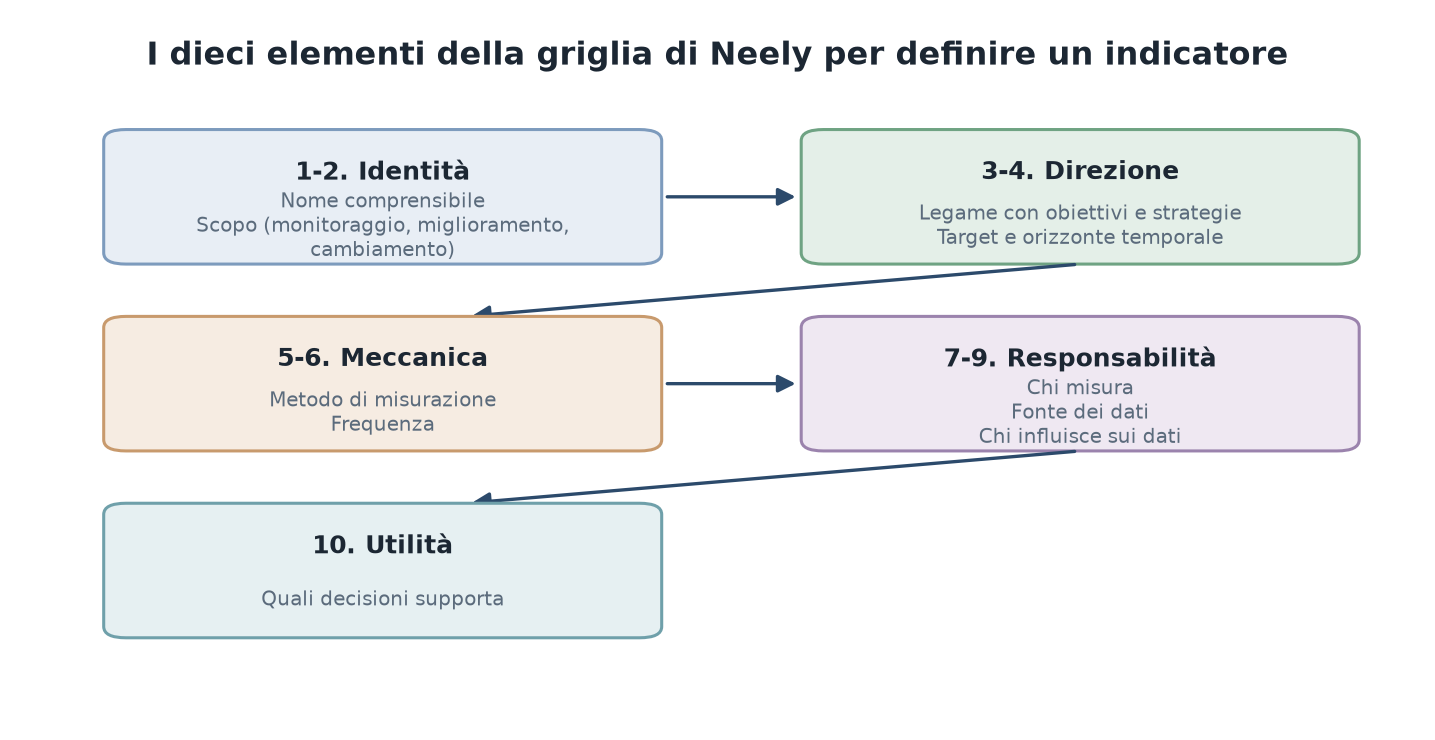 I dieci elementi della griglia di Neely per definire un indicatore
1-2. Identità
Nome comprensibile
Scopo (monitoraggio, miglioramento,
cambiamento)
3-4. Direzione
Legame con obiettivi e strategie
Target e orizzonte temporale
5-6. Meccanica
Metodo di misurazione
Frequenza
7-9. Responsabilità
Chi misura
Fonte dei dati
Chi influisce sui dati
10. Utilità
Quali decisioni supporta